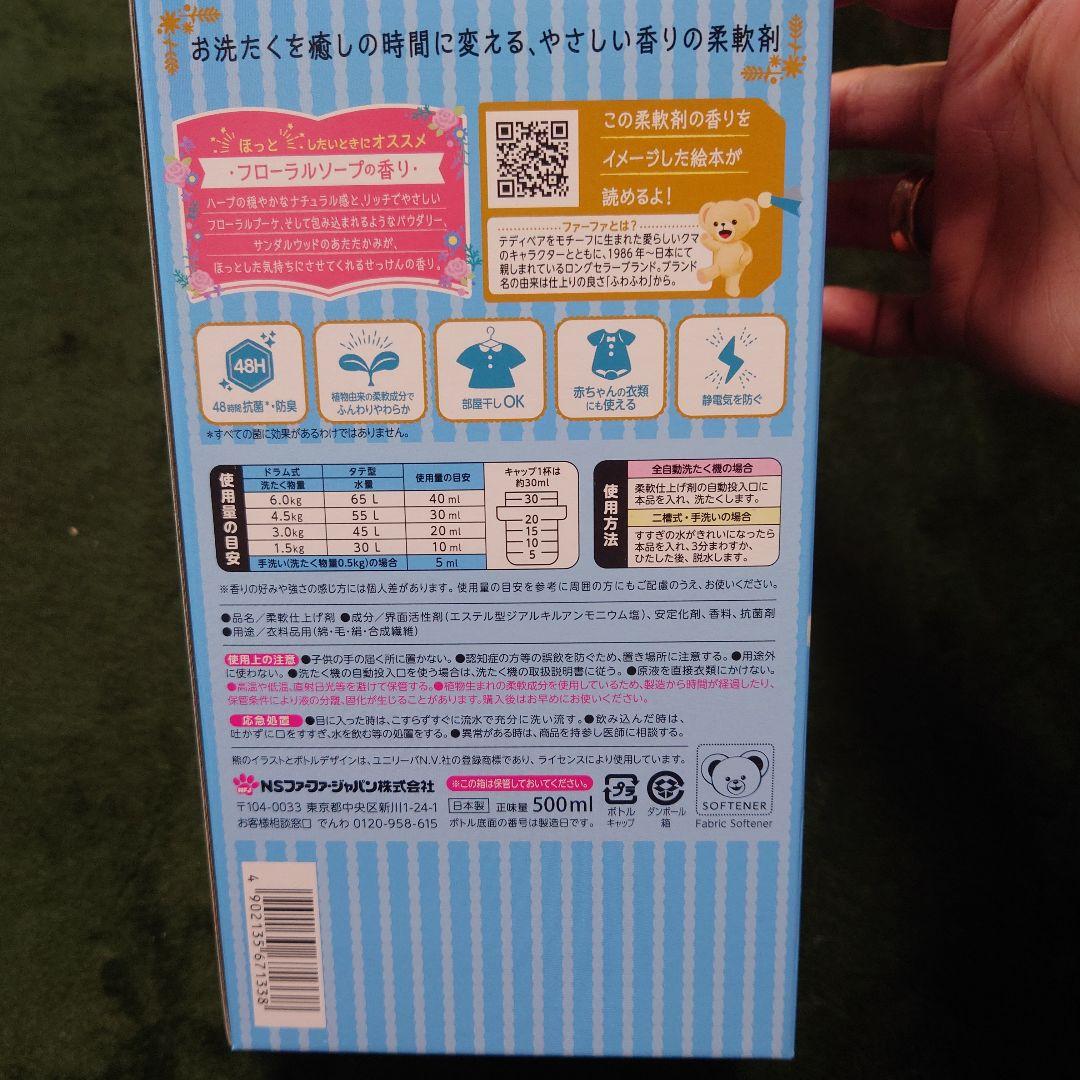 お洗たくを癒しの時間に変える、やさしい香りの柔軟剤
ほっとしたいときにオススメ
・フローラルソープの香り・
ハーブの穏やかなナチュラル感と、リッチでやさしい
フローラルブーケ、そして包み込まれるようなパウダリー、
サンダルウッドのあたたかみが、
ほっとした気持ちにさせてくれるせっけんの香り。
この柔軟剤の香りを
イメージした絵本が
読めるよ!
ファーファとは?
テディベアをモチーフに生まれた愛らしいクマ
のキャラクターとともに、1986年~日本にて
親しまれているロングセラーブランド。ブランド
名の由来は仕上りの良さ「ふわふわ」から。
48H
48時間抗菌*・防臭
植物由来の柔軟成分で
ふんわりやわらか
部屋干しOK
赤ちゃんの衣類
にも使える
静電気を防ぐ
*すべての菌に効果があるわけではありません。
使用量の目安
ドラム式 タテ型 使用量の目安
洗たく物量 水量
6.0kg 65 L 40 ml
4.5kg 55 L 30 ml
3.0kg 45 L 20 ml
1.5kg 30 L 10 ml
手洗い(洗たく物量0.5kg)の場合 5 ml
キャップ1杯は
約30ml
30
20
15
10
5
使用方法
全自動洗たく機の場合
柔軟仕上げ剤の自動投入口に
本品を入れ、洗たくします。
二槽式・手洗いの場合
すすぎの水がきれいになったら
本品を入れ、3分まわすか、
ひたした後、脱水します。
※香りの好みや強さの感じ方には個人差があります。使用量の目安を参考に周囲の方にもご配慮のうえ、お使いください。
●品名/柔軟仕上げ剤 ●成分/界面活性剤(エステル型ジアルキルアンモニウム塩)、安定化剤、香料、抗菌剤
●用途/衣料品用(綿・毛・絹・合成繊維)
使用上の注意 ●子供の手の届く所に置かない。●認知症の方等の誤飲を防ぐため、置き場所に注意する。●用途外
に使わない。●洗たく機の自動投入口を使う場合は、洗たく機の取扱説明書に従う。●原液を直接衣類にかけない。
●高温や低温、直射日光等を避けて保管する。●植物生まれの柔軟成分を使用しているため、製造から時間が経過したり、
保管条件により液の分離、固化が生じることがあります。購入後はお早めにお使いください。
応急処置 ●目に入った時は、こすらずすぐに流水で充分に洗い流す。●飲み込んだ時は、
吐かずに口をすすぎ、水を飲む等の処置をする。●異常がある時は、商品を持参し医師に相談する。
熊のイラストとボトルデザインは、ユニリーバN.V.社の登録商標であり、ライセンスにより使用しています。
NFJ
NSファーファ・ジャパン株式会社
〒104-0033 東京都中央区新川1-24-1
お客様相談窓口 でんわ 0120-958-615
※この箱は保管しておいてください。
日本製 正味量 500ml
ボトル底面の番号は製造日です。
プラ
ボトル
キャップ
ダンボール
箱
SOFTENER
Fabric Softener
4 902135 671338